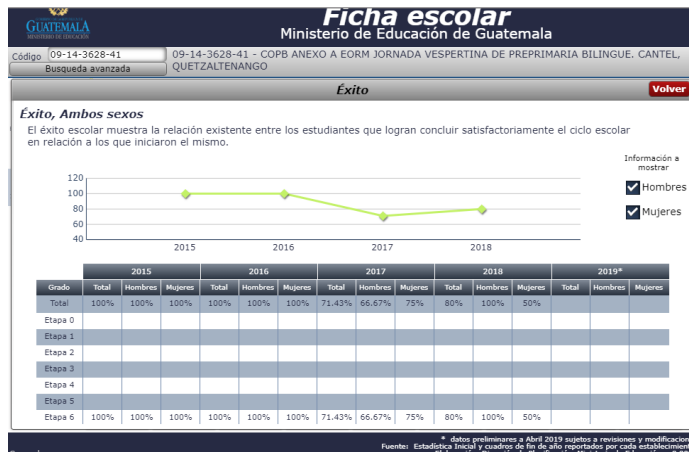 GUATEMALA
MINISTERIO DE EDUCACIÓN
Ficha escolar
Ministerio de Educación de Guatemala
Código 09-14-3628-41
Busqueda avanzada
09-14-3628-41 - COPB ANEXO A EORM JORNADA VESPERTINA DE PREPRIMARIA BILINGUE. CANTEL,
QUETZALTENANGO
Éxito
Volver
Éxito, Ambos sexos
El éxito escolar muestra la relación existente entre los estudiantes que logran concluir satisfactoriamente el ciclo escolar
en relación a los que iniciaron el mismo.
Información a
mostrar
Hombres
Mujeres
120
100
80
60
40
2015 2016 2017 2018
2015 2016 2017 2018 2019*
Grado Total Hombres Mujeres Total Hombres Mujeres Total Hombres Mujeres Total Hombres Mujeres Total Hombres Mujeres
Total 100% 100% 100% 100% 100% 100% 71.43% 66.67% 75% 80% 100% 50%
Etapa 0
Etapa 1
Etapa 2
Etapa 3
Etapa 4
Etapa 5
Etapa 6 100% 100% 100% 100% 100% 100% 71.43% 66.67% 75% 80% 100% 50%
* datos preliminares a Abril 2019 sujetos a revisiones y modificacion
Fuente: Estadística Inicial y cuadros de fin de año reportados por cada establecimient